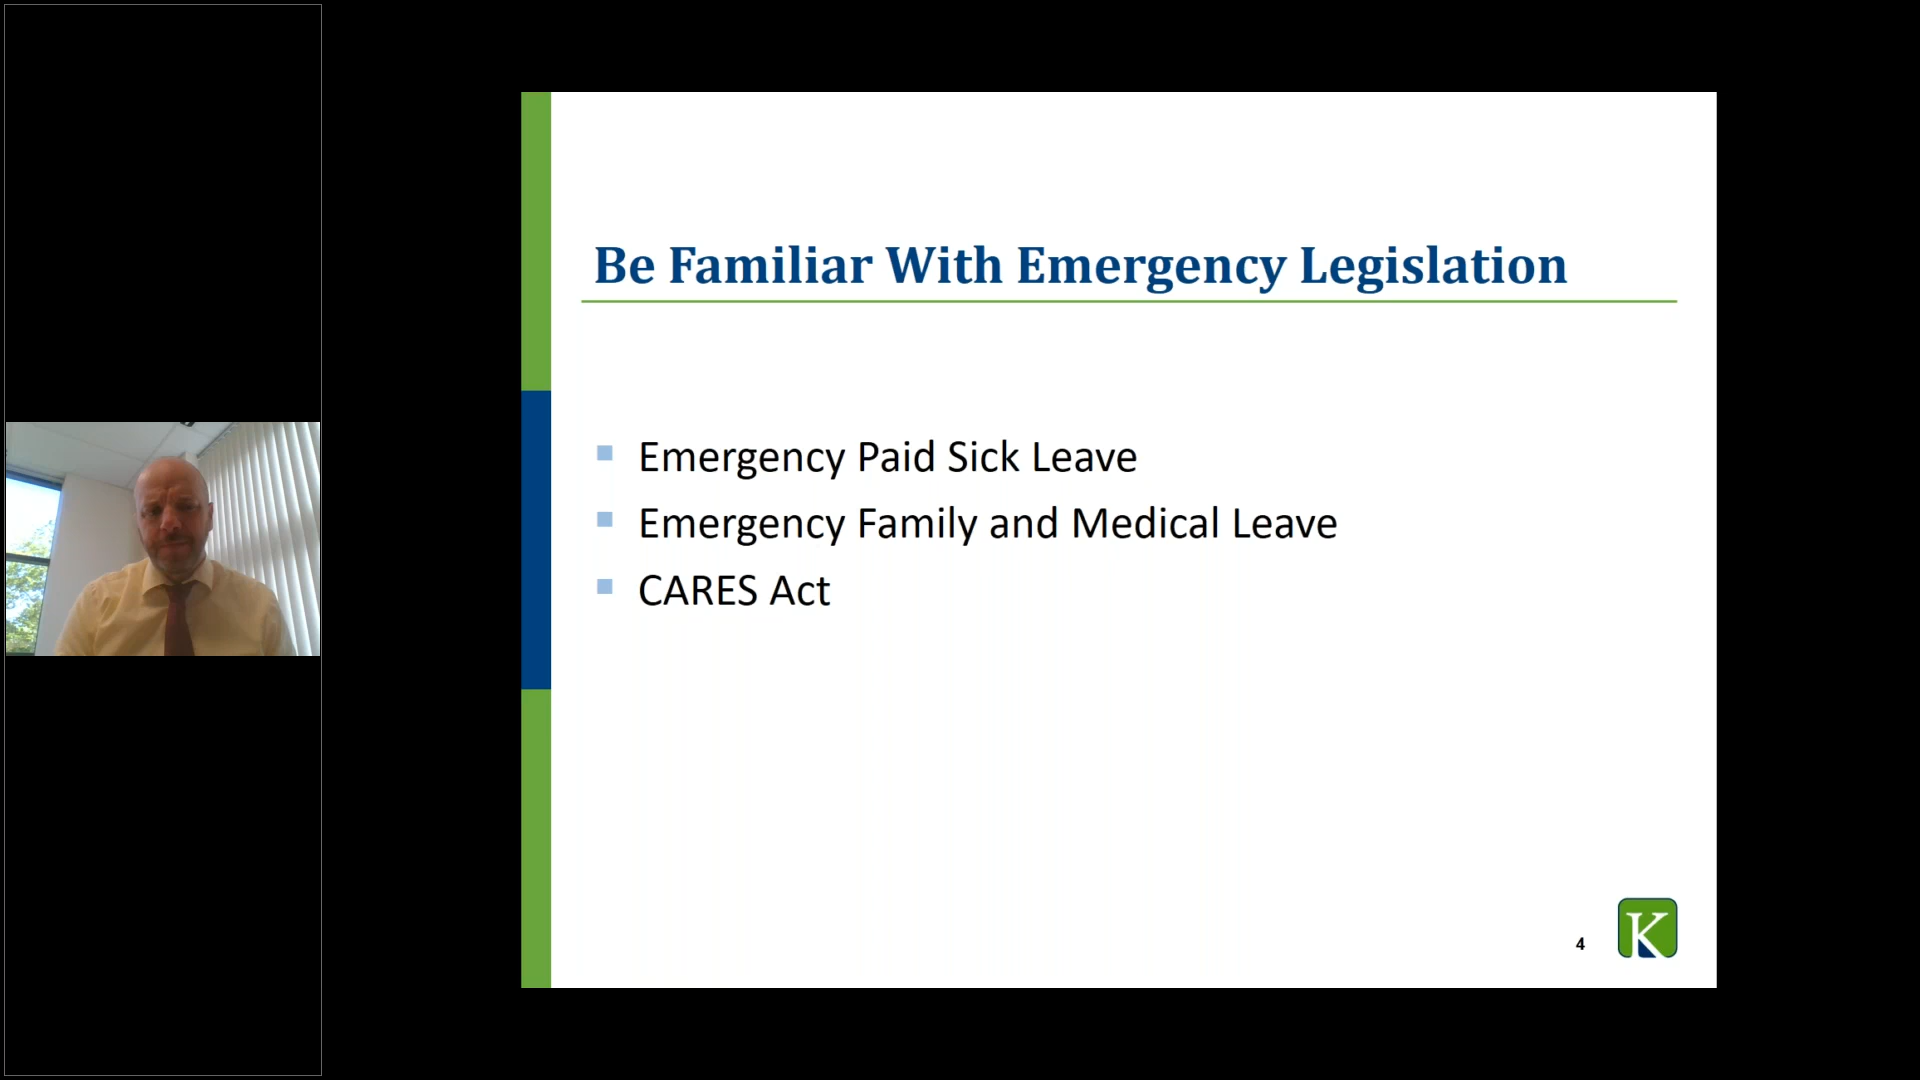 Be Familiar With Emergency Legislation
Emergency Paid Sick Leave
Emergency Family and Medical Leave
CARES Act
4
K